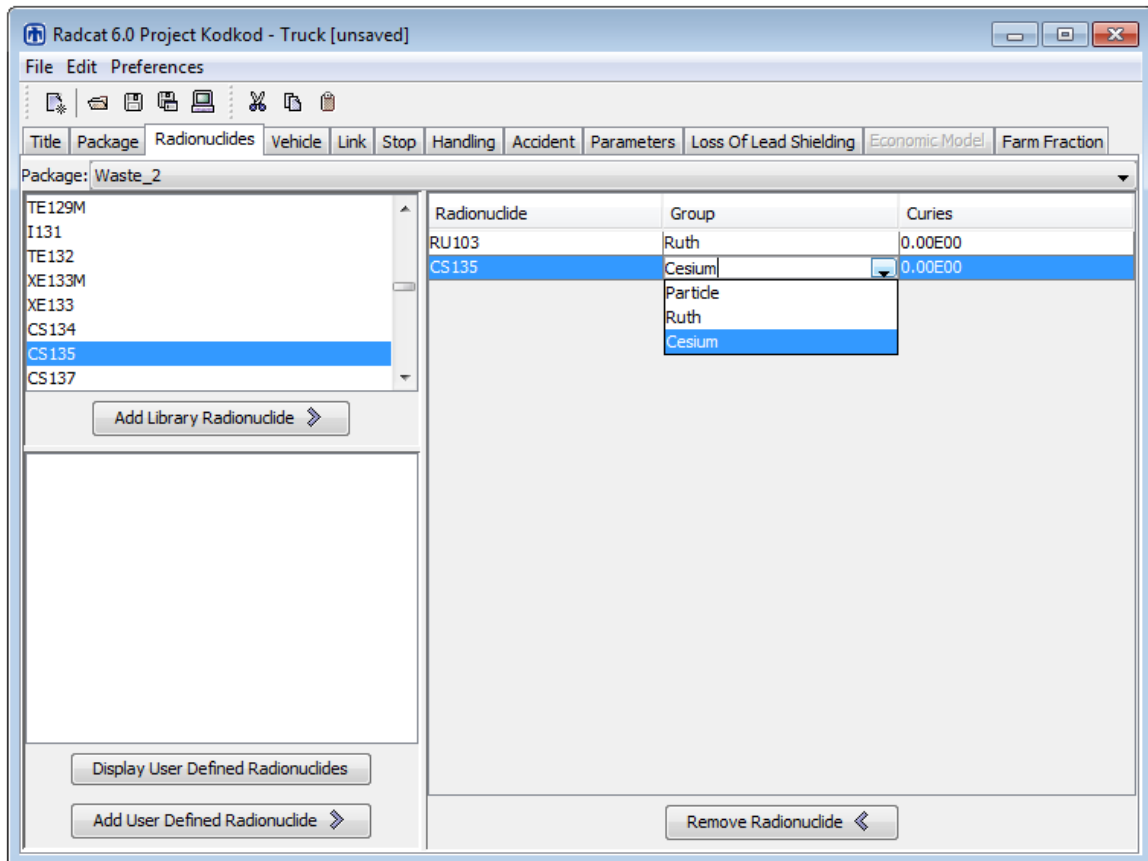 Radcat 6.0 Project Kodkod - Truck [unsaved]
File Edit Preferences
Title Package Radionuclides Vehicle Link Stop Handling Accident Parameters Loss Of Lead Shielding Economic Model Farm Fraction
Package: Waste_2
TE129M
I131
TE132
XE133M
XE133
CS134
CS135
CS137
Add Library Radionuclide
Display User Defined Radionuclides
Add User Defined Radionuclide
Radionuclide Group Curies
RU103 Ruth 0.00E00
CS135 Cesium 0.00E00
Particle
Ruth
Cesium
Remove Radionuclide